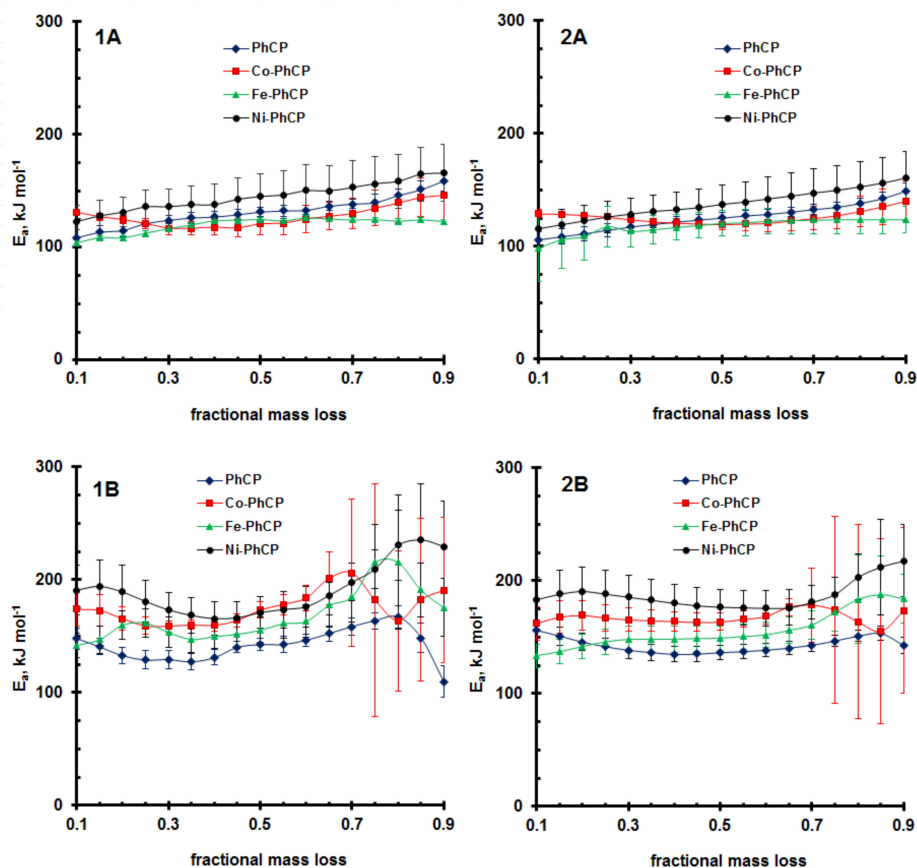 1A
PhCP
Co-PhCP
Fe-PhCP
Ni-PhCP
Ea, kJ mol-1
300
200
100
0
0.1 0.3 0.5 0.7 0.9
fractional mass loss
2A
PhCP
Co-PhCP
Fe-PhCP
Ni-PhCP
Ea, kJ mol-1
300
200
100
0
0.1 0.3 0.5 0.7 0.9
fractional mass loss
1B
PhCP
Co-PhCP
Fe-PhCP
Ni-PhCP
Ea, kJ mol-1
300
200
100
0
0.1 0.3 0.5 0.7 0.9
fractional mass loss
2B
PhCP
Co-PhCP
Fe-PhCP
Ni-PhCP
Ea, kJ mol-1
300
200
100
0
0.1 0.3 0.5 0.7 0.9
fractional mass loss